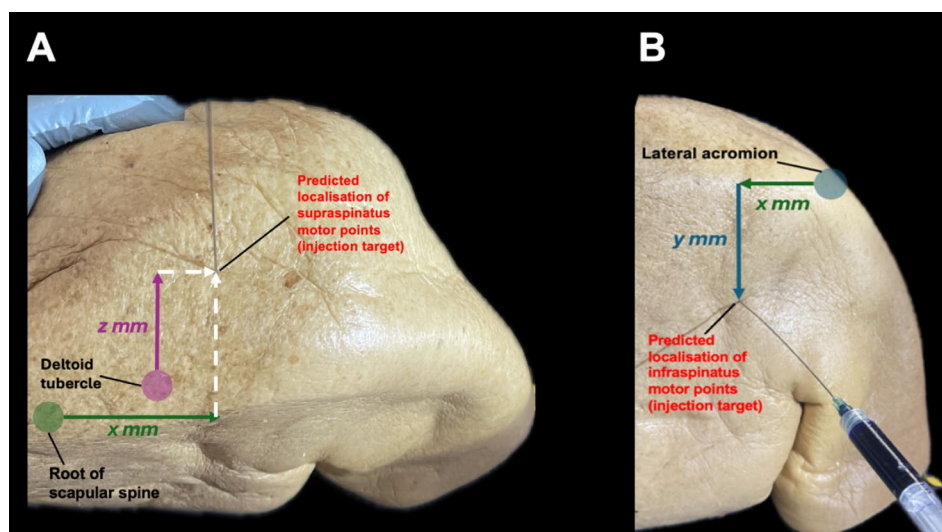 A
Predicted
localisation of
supraspinatus
motor points
(injection target)
z mm
Deltoid
tubercle
x mm
Root of
scapular spine
B
Lateral acromion
x mm
y mm
Predicted
localisation of
infraspinatus
motor points
(injection target)